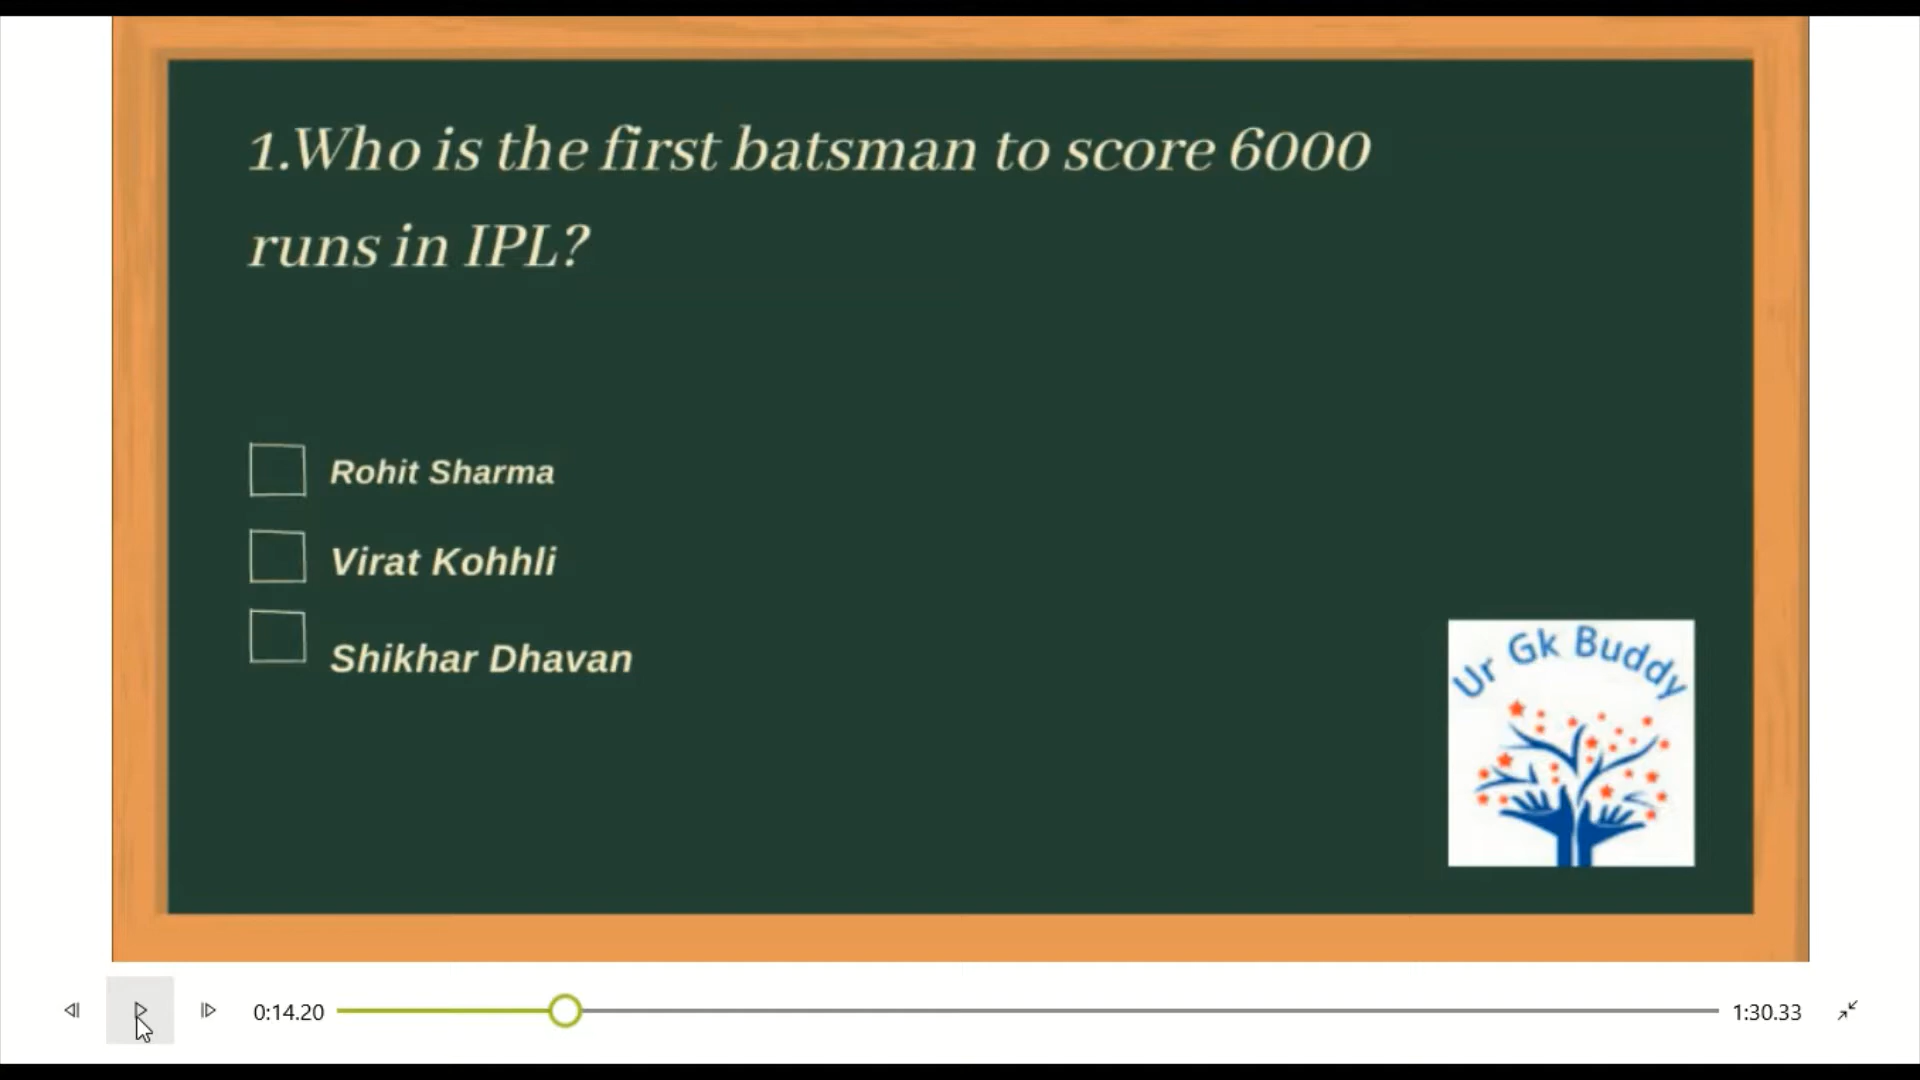 1.Who is the first batsman to score 6000
runs in IPL?
Rohit Sharma
Virat Kohhli
Shikhar Dhavan
Ur Gk Buddy
0:14.20
1:30.33